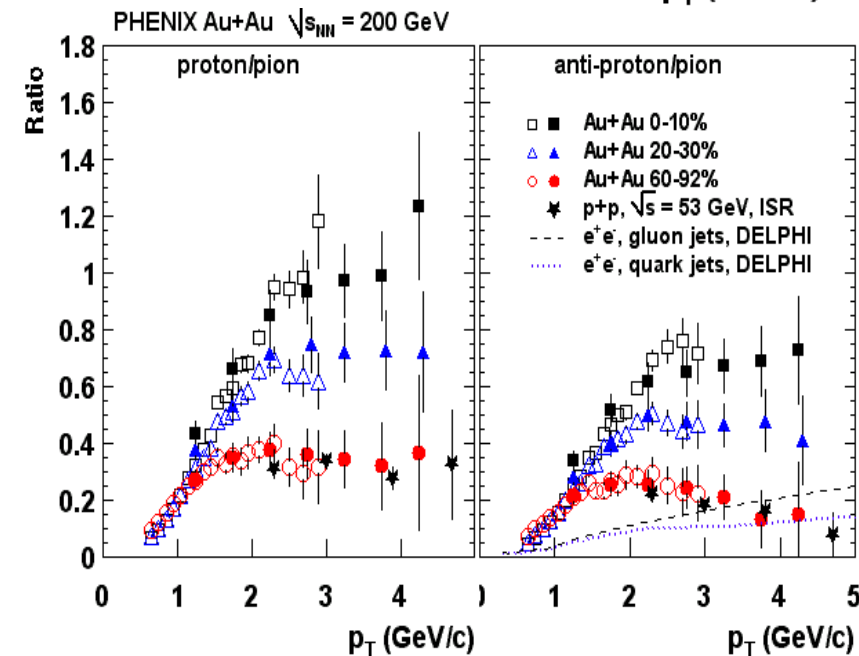 PHENIX Au+Au √sNN = 200 GeV
Ratio
proton/pion
anti-proton/pion
Au+Au 0-10%
Au+Au 20-30%
Au+Au 60-92%
p+p, √s = 53 GeV, ISR
e+e-, gluon jets, DELPHI
e+e-, quark jets, DELPHI
1.8
1.6
1.4
1.2
1
0.8
0.6
0.4
0.2
0
0 1 2 3 4
1 2 3 4 5
pT (GeV/c)
pT (GeV/c)